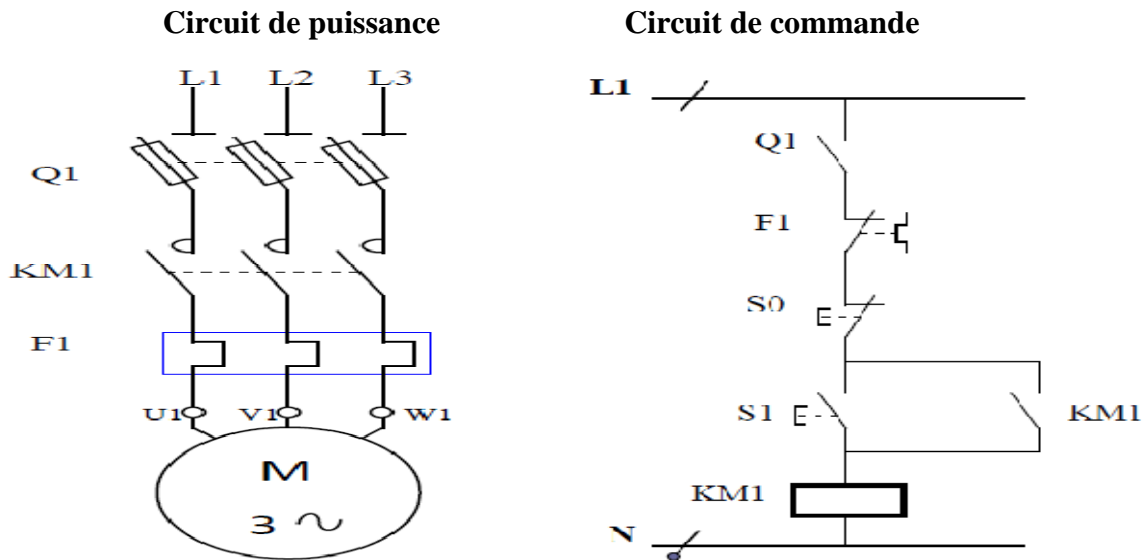 Circuit de puissance
Circuit de commande
L1 L2 L3
Q1
KM1
F1
U1 V1 W1
M
3 ~
L1
Q1
F1
S0
S1
KM1
KM1
N